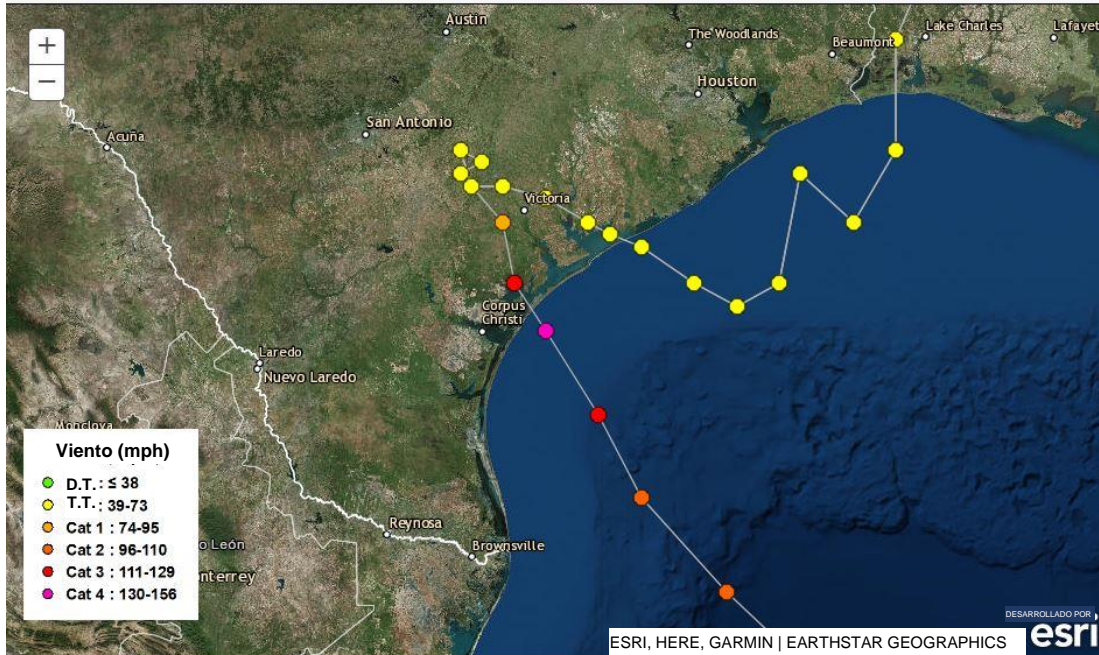 Austin
Lake Charles
Lafayet
The Woodlands
Beaumont
+
−
Houston
San Antonio
Acuña
Victoria
Corpus
Christi
Laredo
Nuevo Laredo
Monclova
Viento (mph)
D.T. : ≤ 38
T.T. : 39-73
Cat 1 : 74-95
Cat 2 : 96-110
Cat 3 : 111-129
Cat 4 : 130-156
Reynosa
Brownsville
o León
onterrey
DESARROLLADO POR
esri
ESRI, HERE, GARMIN | EARTHSTAR GEOGRAPHICS